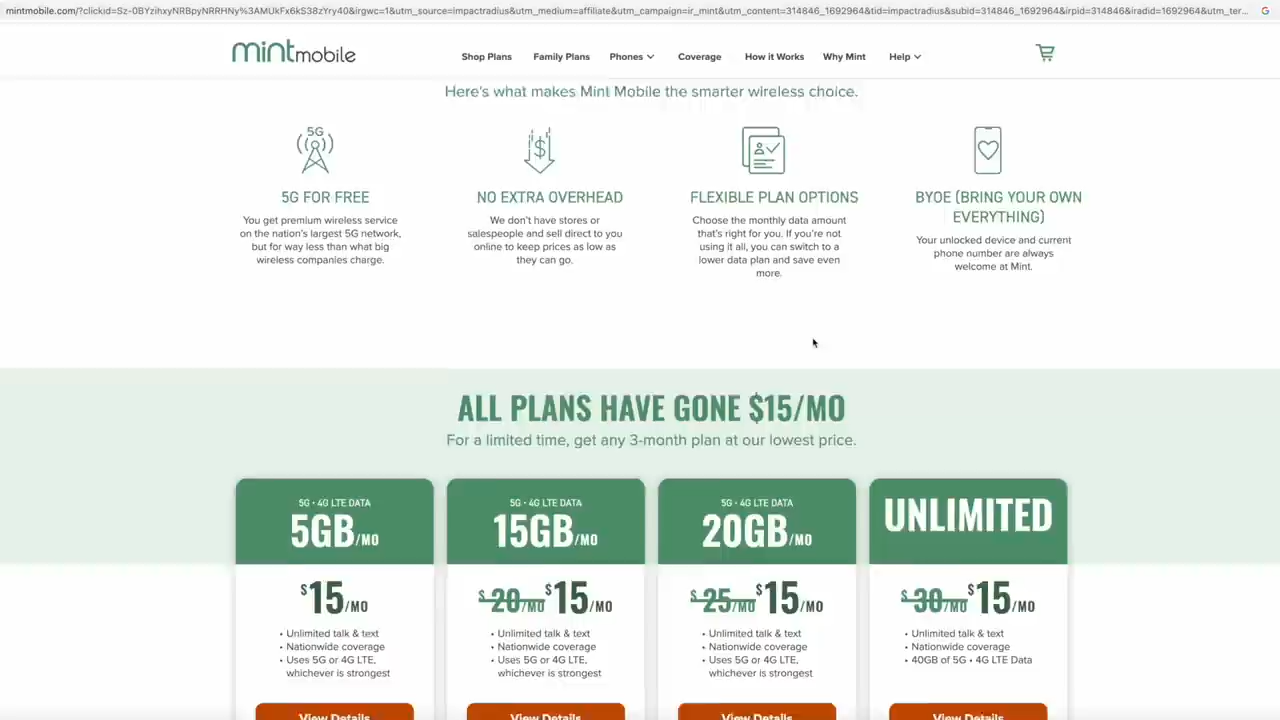 mintmobile.com/?clickid=Sz-0BYzihxyNRBpyNRRHNy%3AMUkFx6kS38zYry40&irgwc=1&utm_source=impactradius&utm_medium=affiliate&utm_campaign=ir_mint&utm_content=314846_1692964&tid=impactradius&subid=314846_1692964&irpid=314846&iradid=1692964&utm_ter...
G
mintmobile
Shop Plans Family Plans Phones Coverage How it Works Why Mint Help
Here's what makes Mint Mobile the smarter wireless choice.
5G
5G FOR FREE
You get premium wireless service
on the nation's largest 5G network,
but for way less than what big
wireless companies charge.
$
NO EXTRA OVERHEAD
We don't have stores or
salespeople and sell direct to you
online to keep prices as low as
they can go.
FLEXIBLE PLAN OPTIONS
Choose the monthly data amount
that's right for you. If you're not
using it all, you can switch to a
lower data plan and save even
more.
BYOE (BRING YOUR OWN
EVERYTHING)
Your unlocked device and current
phone number are always
welcome at Mint.
ALL PLANS HAVE GONE $15/MO
For a limited time, get any 3-month plan at our lowest price.
5G • 4G LTE DATA
5GB/MO
$15/MO
• Unlimited talk & text
• Nationwide coverage
• Uses 5G or 4G LTE,
whichever is strongest
View Details
5G • 4G LTE DATA
15GB/MO
$20/MO $15/MO
• Unlimited talk & text
• Nationwide coverage
• Uses 5G or 4G LTE,
whichever is strongest
View Details
5G • 4G LTE DATA
20GB/MO
$25/MO $15/MO
• Unlimited talk & text
• Nationwide coverage
• Uses 5G or 4G LTE,
whichever is strongest
View Details
UNLIMITED
$30/MO $15/MO
• Unlimited talk & text
• Nationwide coverage
• 40GB of 5G • 4G LTE Data
View Details